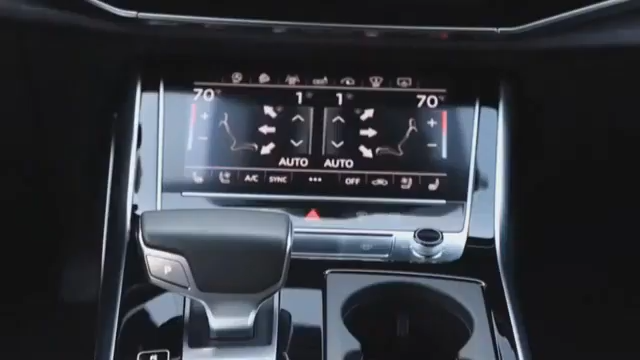 70° 1 1 70°
+ +
- -
AUTO AUTO
A/C SYNC ... OFF
P